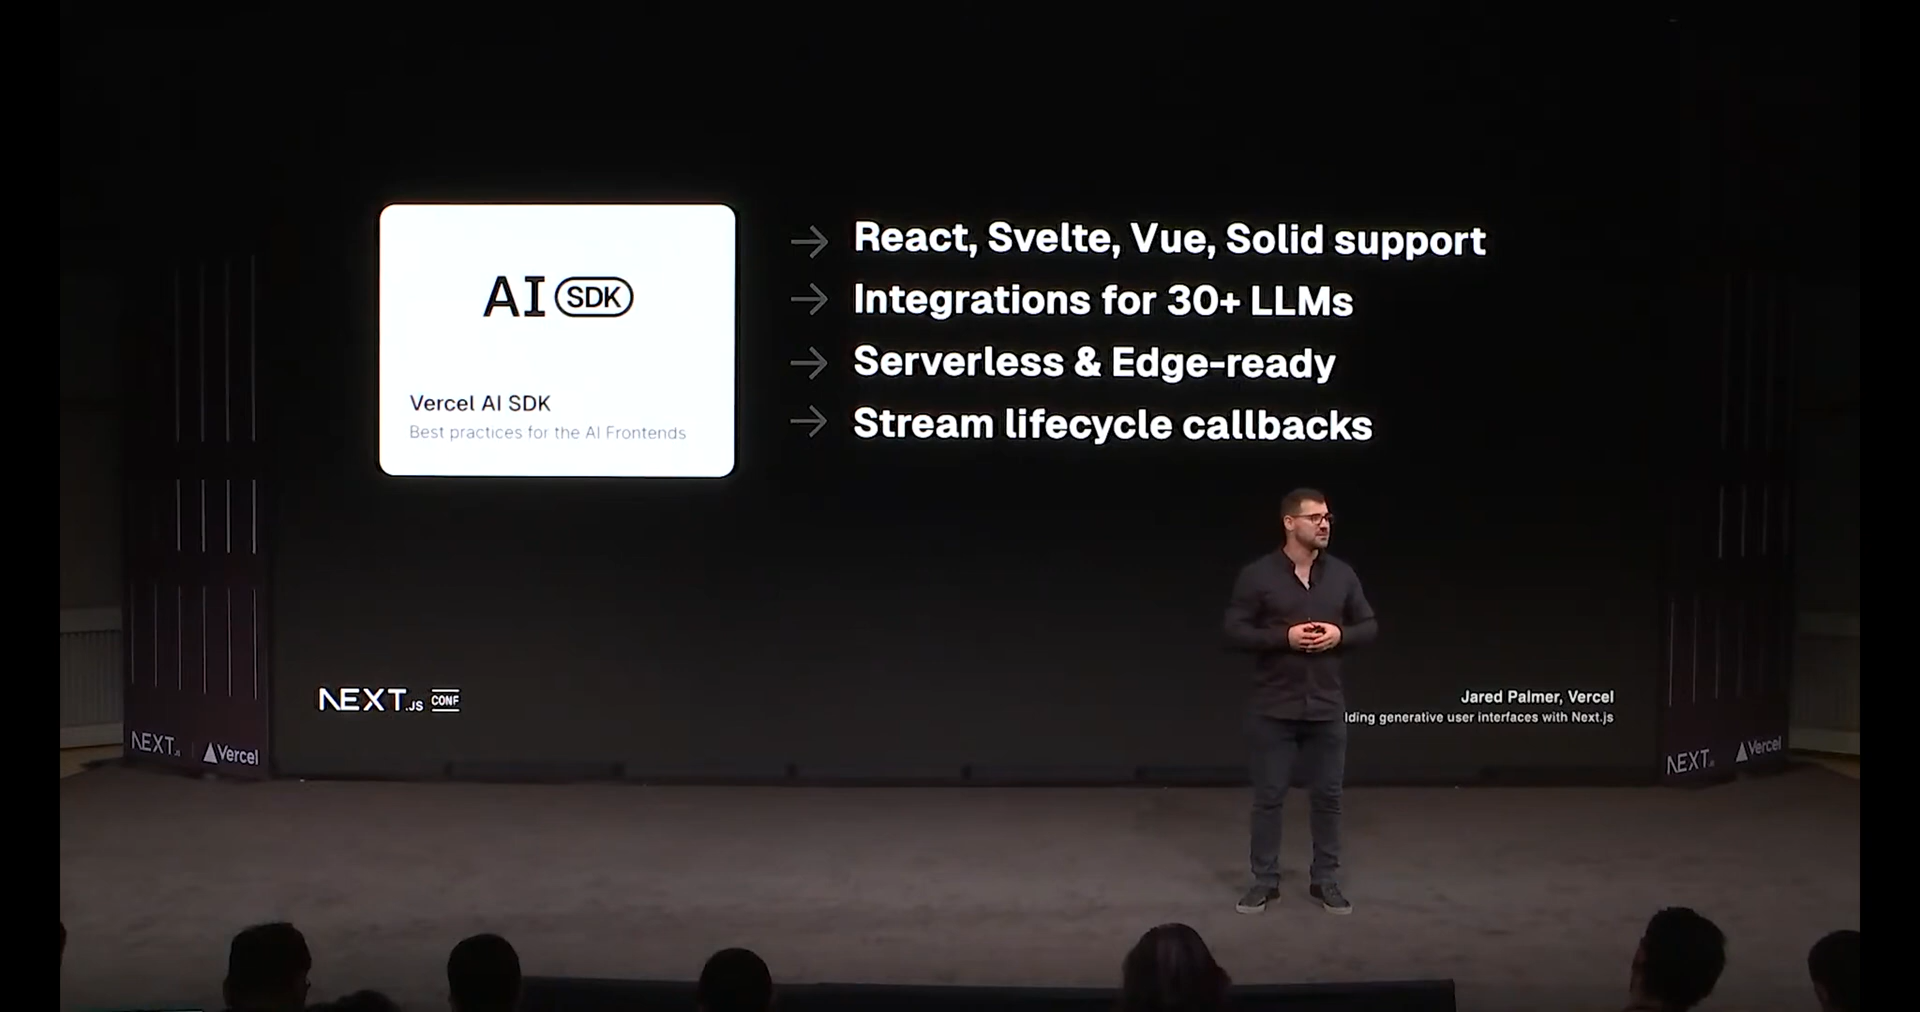 AI SDK
Vercel AI SDK
Best practices for the AI Frontends
→ React, Svelte, Vue, Solid support
→ Integrations for 30+ LLMs
→ Serverless & Edge-ready
→ Stream lifecycle callbacks
NEXT.JS CONF
Jared Palmer, Vercel
lding generative user interfaces with Next.js
NEXT.JS | Vercel
NEXT.JS Vercel